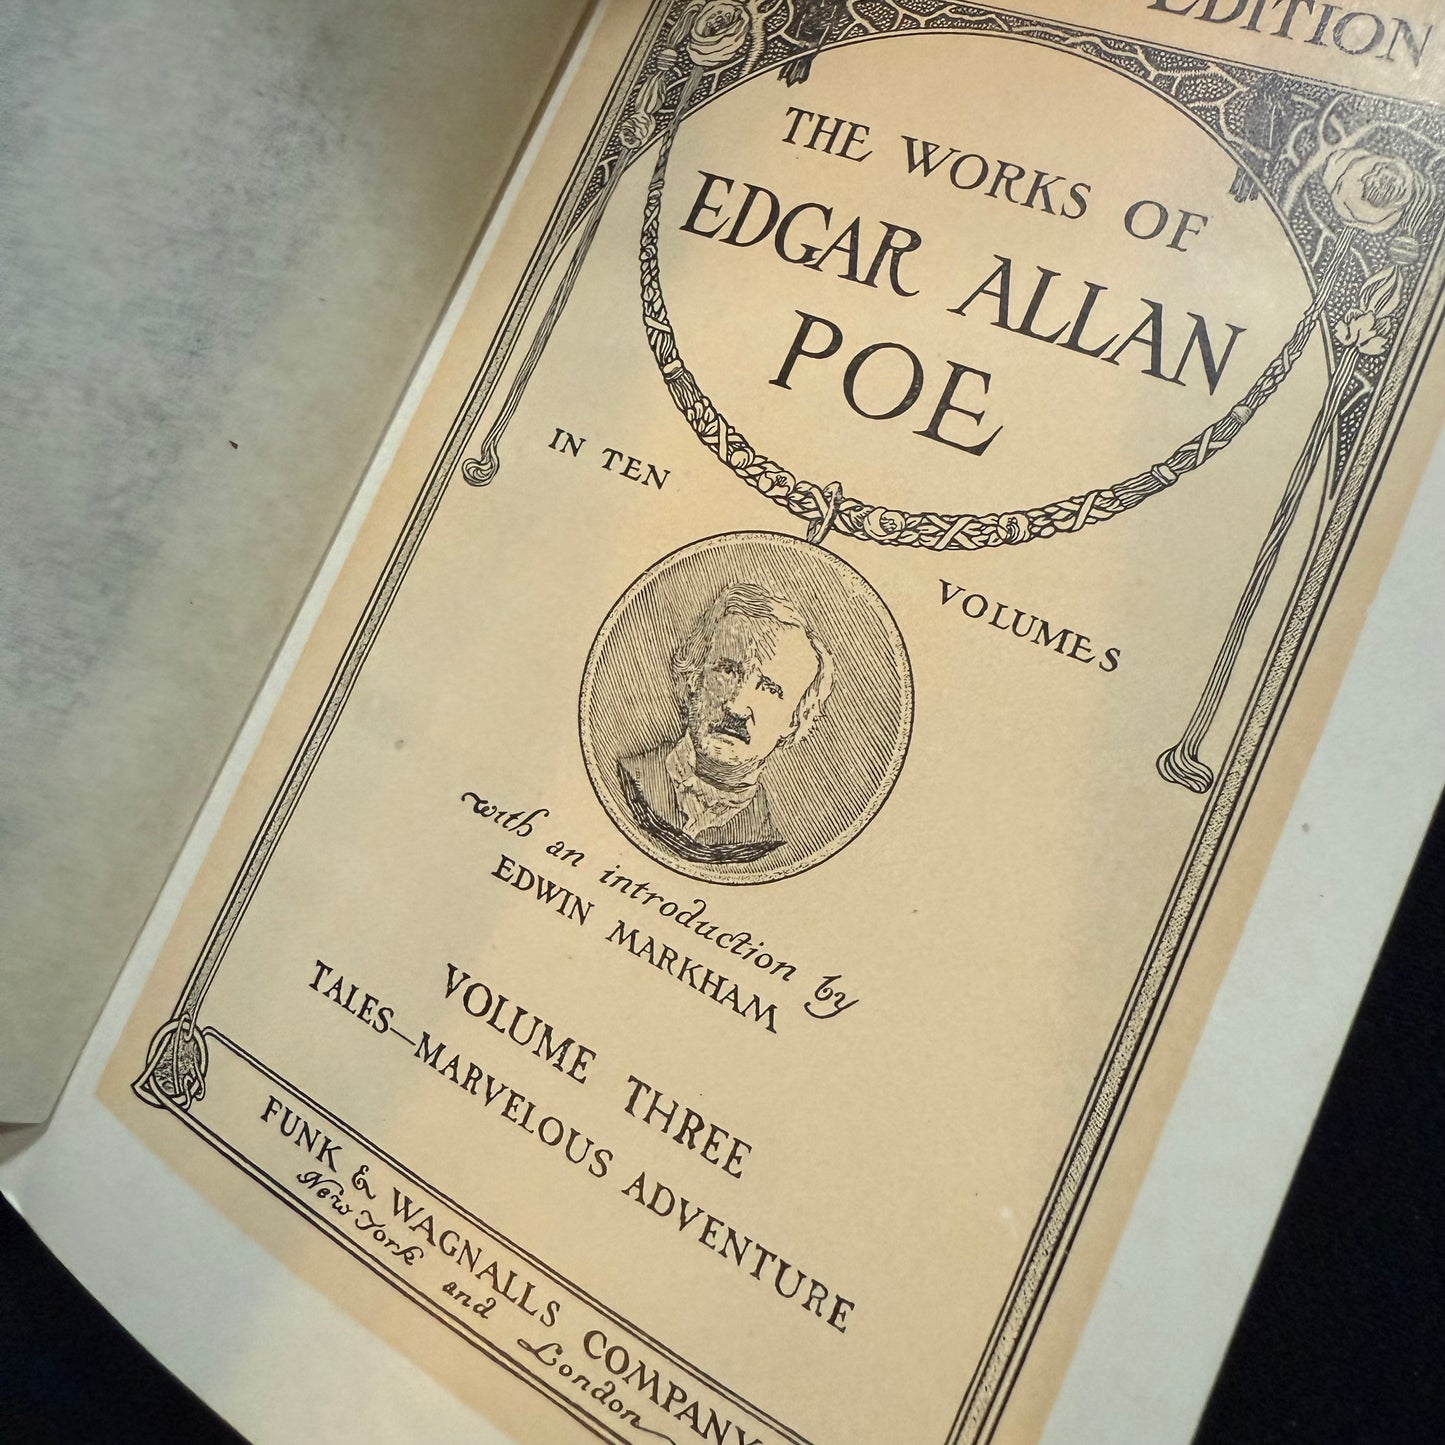 EDITION
THE WORKS OF
EDGAR ALLAN
POE
IN TEN
VOLUMES
with an introduction by
EDWIN MARKHAM
VOLUME THREE
TALES—MARVELOUS ADVENTURE
FUNK & WAGNALLS COMPANY
New York and London